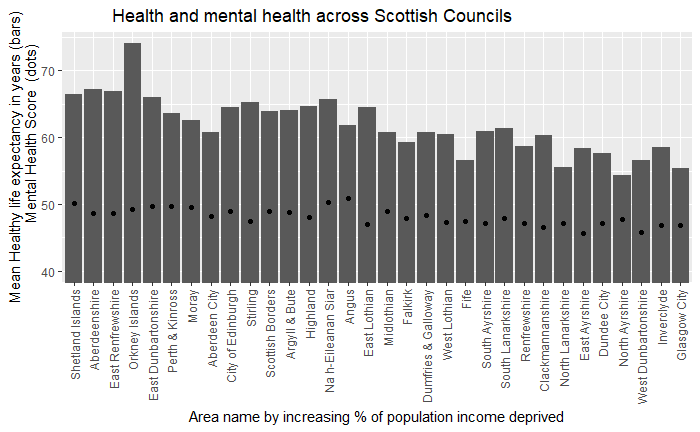 Health and mental health across Scottish Councils
Mean Healthy life expectancy in years (bars)
Mental Health Score (dots)
70
60
50
40
Shetland Islands
Aberdeenshire
East Renfrewshire
Orkney Islands
East Dunbartonshire
Perth & Kinross
Moray
Aberdeen City
City of Edinburgh
Stirling
Scottish Borders
Argyll & Bute
Highland
Na h-Eileanan Siar
Angus
East Lothian
Midlothian
Falkirk
Dumfries & Galloway
West Lothian
Fife
South Ayrshire
South Lanarkshire
Renfrewshire
Clackmannanshire
North Lanarkshire
East Ayrshire
Dundee City
North Ayrshire
West Dunbartonshire
Inverclyde
Glasgow City
Area name by increasing % of population income deprived